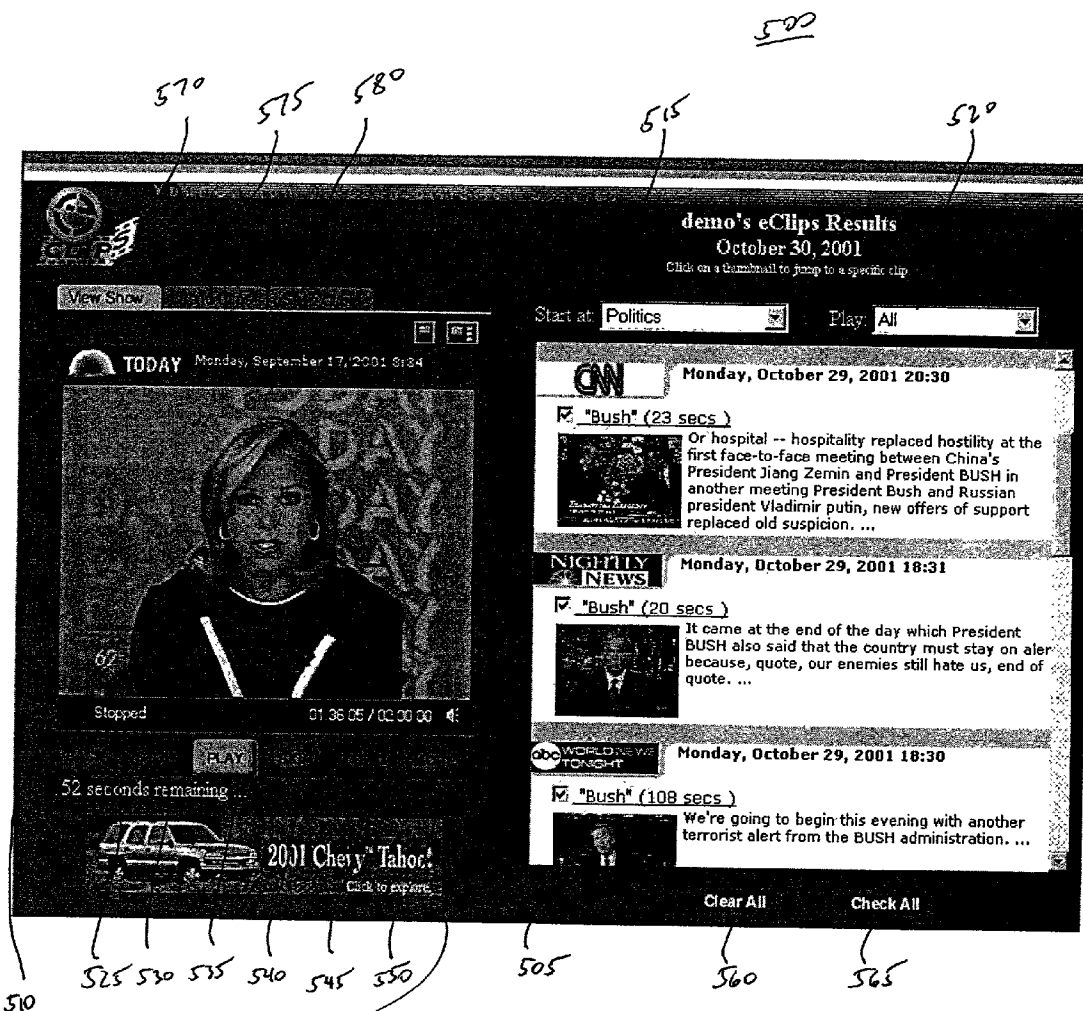 500
570 575 580 515 520
demo's eClips Results
October 30, 2001
Click on a thumbnail to jump to a specific clip
View Show
Start at: Politics Play: All
TODAY Monday, September 17, 2001 8:34
TODAY
DAY
DAY
Stopped 01:36:05 / 02:00:00
PLAY
52 seconds remaining ...
2001 Chevy™ Tahoe!
Click to explore.
CNN Monday, October 29, 2001 20:30
"Bush" (23 secs )
Or hospital -- hospitality replaced hostility at the
first face-to-face meeting between China's
President Jiang Zemin and President BUSH in
another meeting President Bush and Russian
president Vladimir putin, new offers of support
replaced old suspicion. ...
NIGHTLY NEWS Monday, October 29, 2001 18:31
"Bush" (20 secs )
It came at the end of the day which President
BUSH also said that the country must stay on aler
because, quote, our enemies still hate us, end of
quote. ...
abc WORLD NEWS TONIGHT Monday, October 29, 2001 18:30
"Bush" (108 secs )
We're going to begin this evening with another
terrorist alert from the BUSH administration. ...
Clear All Check All
510 525 530 535 540 545 550 505 560 565